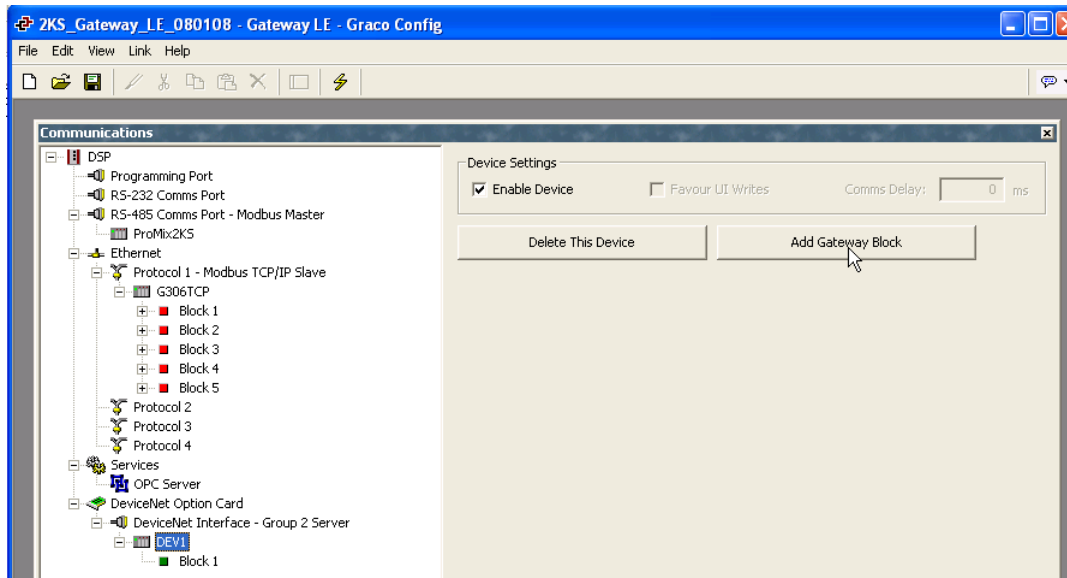 2KS_Gateway_LE_080108 - Gateway LE - Graco Config
File Edit View Link Help
Communications
DSP
Programming Port
RS-232 Comms Port
RS-485 Comms Port - Modbus Master
ProMix2KS
Ethernet
Protocol 1 - Modbus TCP/IP Slave
G306TCP
Block 1
Block 2
Block 3
Block 4
Block 5
Protocol 2
Protocol 3
Protocol 4
Services
OPC Server
DeviceNet Option Card
DeviceNet Interface - Group 2 Server
DEV1
Block 1
Device Settings
Enable Device Favour UI Writes Comms Delay: 0 ms
Delete This Device Add Gateway Block